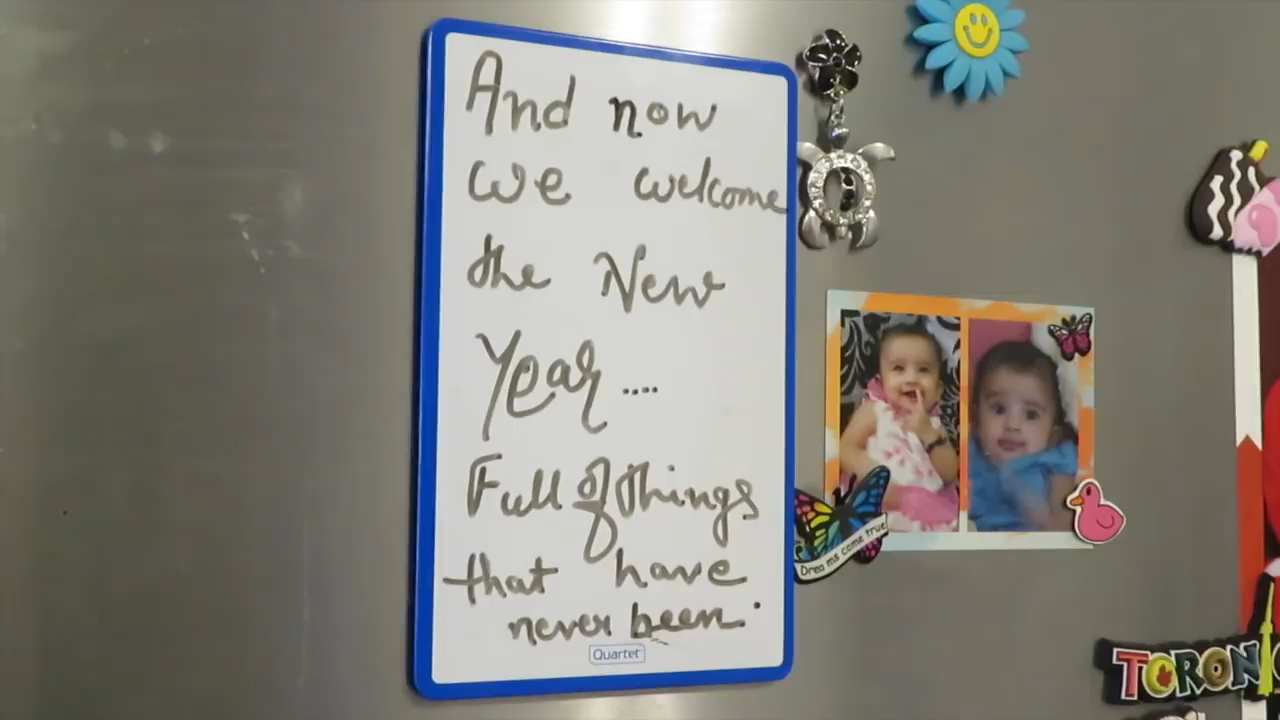 And now
we welcome
the New
Year....
Full of things
that have
never been.
Quartet
Dreams come true
TORON